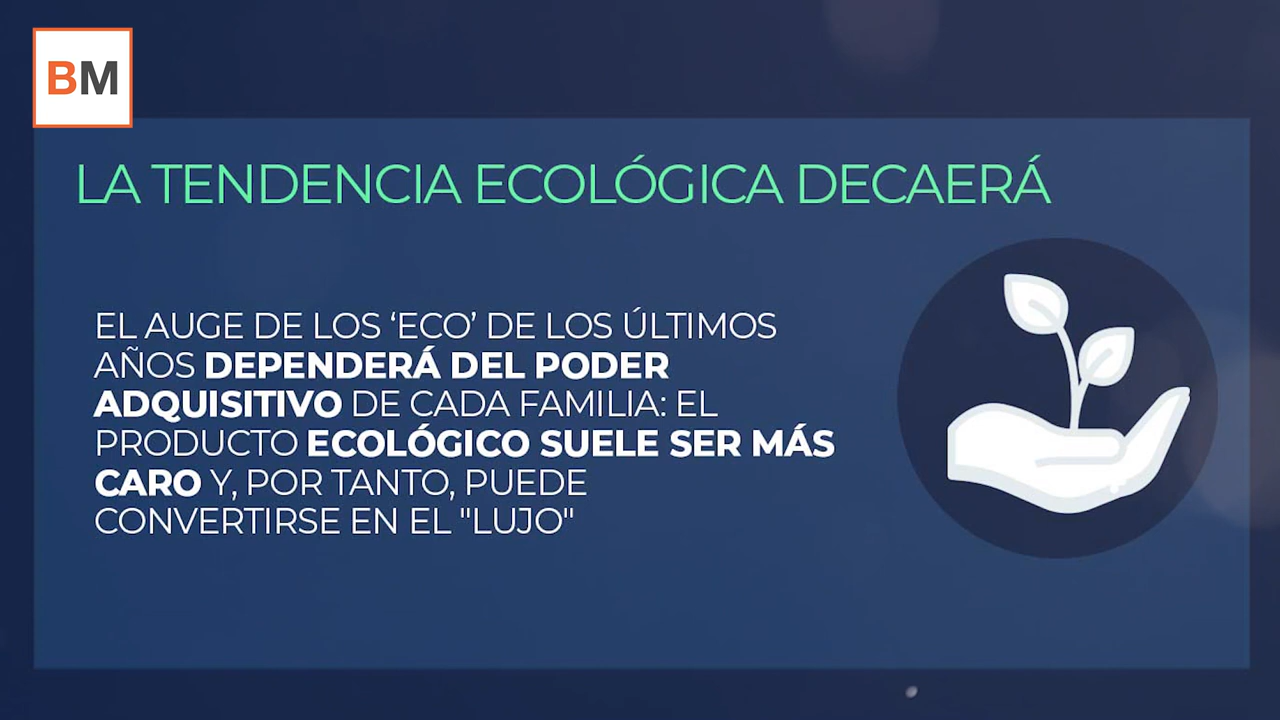 BM
LA TENDENCIA ECOLÓGICA DECAERÁ
EL AUGE DE LOS ‘ECO’ DE LOS ÚLTIMOS
AÑOS DEPENDERÁ DEL PODER
ADQUISITIVO DE CADA FAMILIA: EL
PRODUCTO ECOLÓGICO SUELE SER MÁS
CARO Y, POR TANTO, PUEDE
CONVERTIRSE EN EL "LUJO"